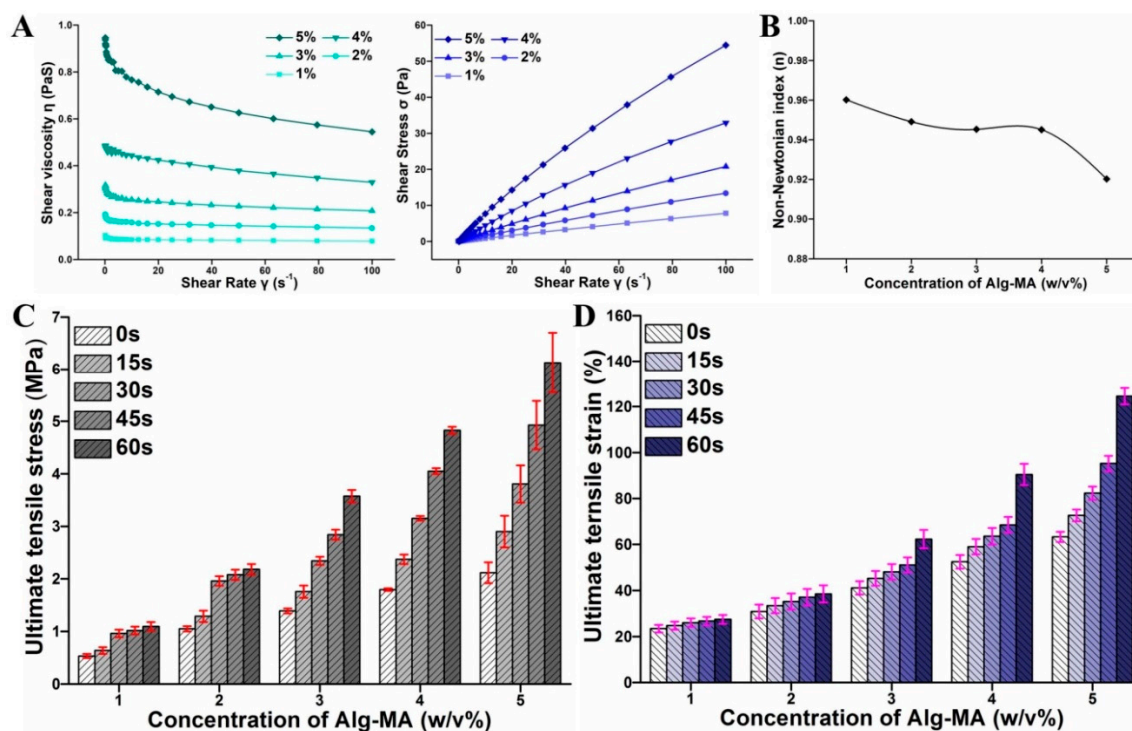 A
Shear viscosity η (PaS)
1.0
0.8
0.6
0.4
0.2
0.0
5% 4%
3% 2%
1%
0 20 40 60 80 100
Shear Rate γ (s⁻¹)
Shear Stress σ (Pa)
60
50
40
30
20
10
0
5% 4%
3% 2%
1%
0 20 40 60 80 100
Shear Rate γ (s⁻¹)
B
Non-Newtonian index (n)
0.98
0.96
0.94
0.92
0.90
0.88
1 2 3 4 5
Concentration of Alg-MA (w/v%)
C
Ultimate tensile stress (MPa)
7
6
5
4
3
2
1
0
0s
15s
30s
45s
60s
1 2 3 4 5
Concentration of Alg-MA (w/v%)
D
Ultimate ternsile strain (%)
160
140
120
100
80
60
40
20
0
0s
15s
30s
45s
60s
1 2 3 4 5
Concentration of Alg-MA (w/v%)